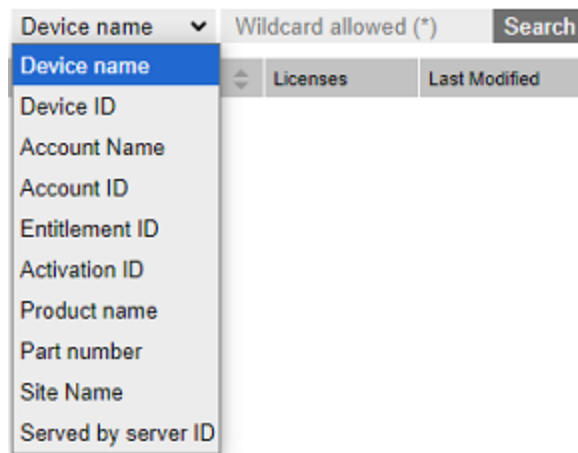 Device name Wildcard allowed (*) Search
Device name
Licenses Last Modified
Device ID
Account Name
Account ID
Entitlement ID
Activation ID
Product name
Part number
Site Name
Served by server ID